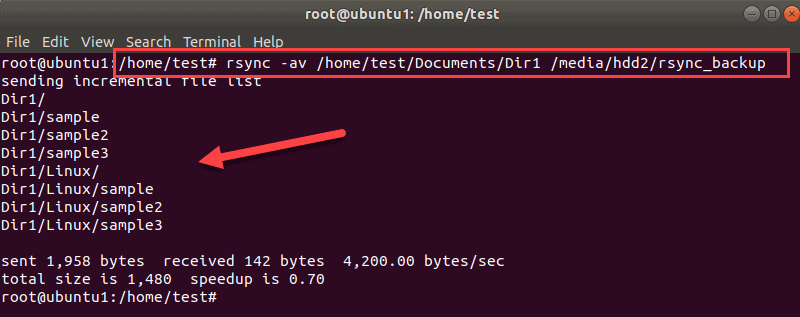 root@ubuntu1: /home/test
File Edit View Search Terminal Help
root@ubuntu1:/home/test# rsync -av /home/test/Documents/Dir1 /media/hdd2/rsync_backup
sending incremental file list
Dir1/
Dir1/sample
Dir1/sample2
Dir1/sample3
Dir1/Linux/
Dir1/Linux/sample
Dir1/Linux/sample2
Dir1/Linux/sample3
sent 1,958 bytes  received 142 bytes  4,200.00 bytes/sec
total size is 1,480  speedup is 0.70
root@ubuntu1:/home/test#